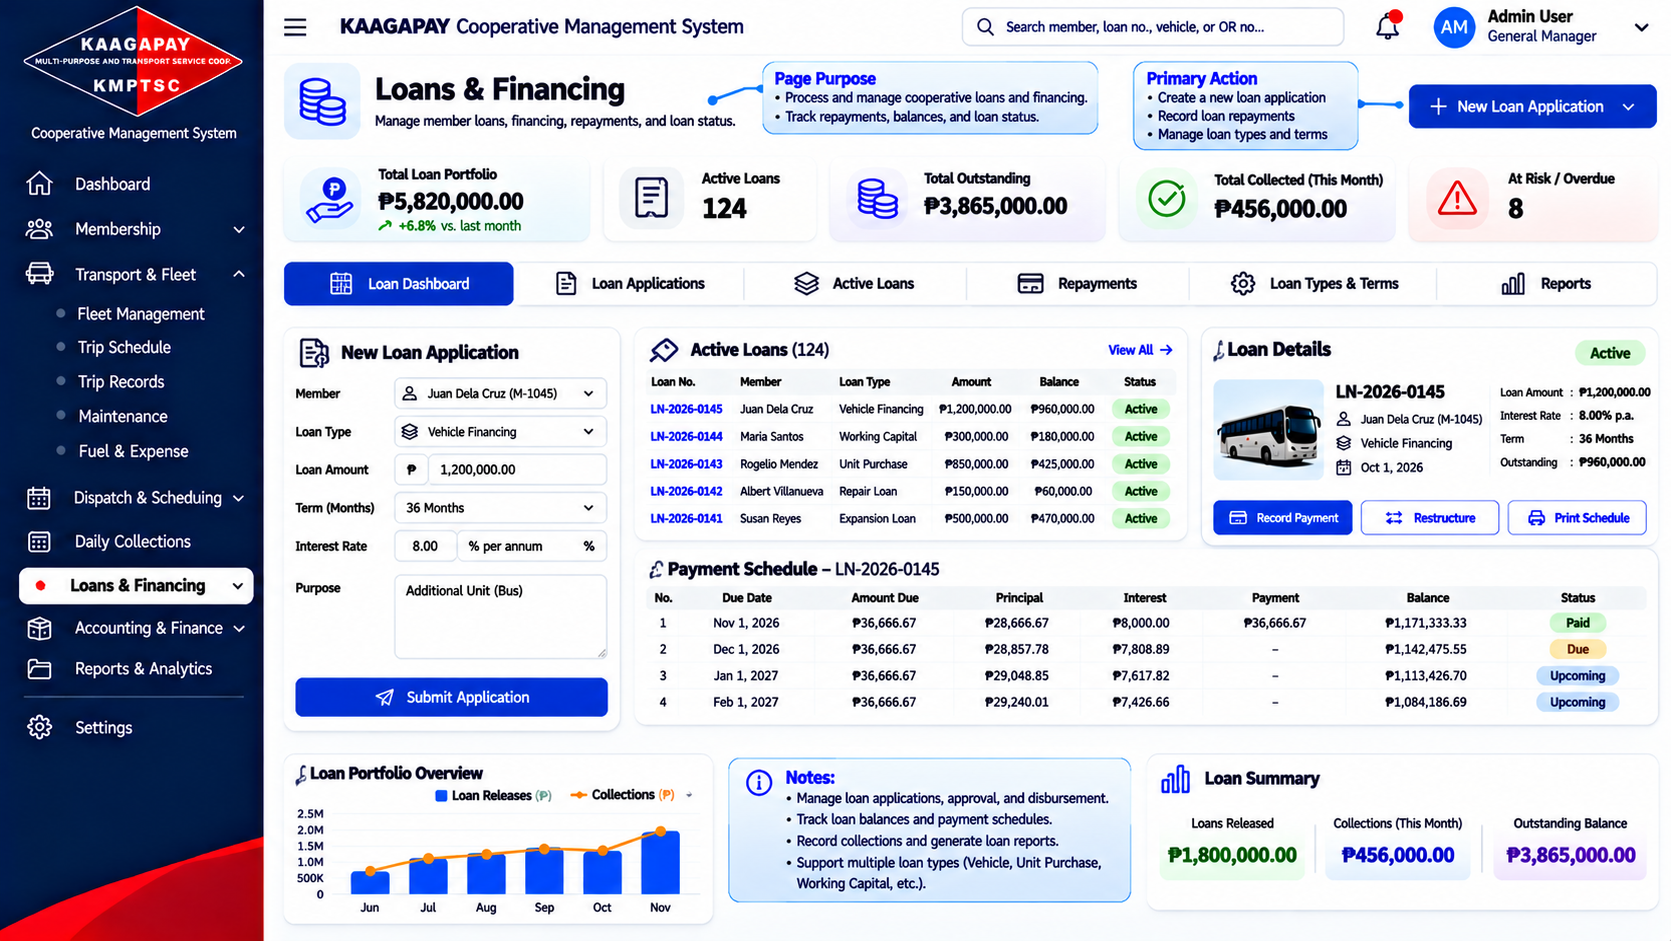 KAAGAPAY
MULTI-PURPOSE AND TRANSPORT SERVICE COOP.
KMPTSC
Cooperative Management System
Dashboard
Membership
Transport & Fleet
Fleet Management
Trip Schedule
Trip Records
Maintenance
Fuel & Expense
Dispatch & Scheduing
Daily Collections
Loans & Financing
Accounting & Finance
Reports & Analytics
Settings
KAAGAPAY Cooperative Management System
Search member, loan no., vehicle, or OR no...
AM
Admin User
General Manager
Loans & Financing
Manage member loans, financing, repayments, and loan status.
Page Purpose
• Process and manage cooperative loans and financing.
• Track repayments, balances, and loan status.
Primary Action
• Create a new loan application
• Record loan repayments
• Manage loan types and terms
+ New Loan Application
Total Loan Portfolio
₱5,820,000.00
+6.8% vs. last month
Active Loans
124
Total Outstanding
₱3,865,000.00
Total Collected (This Month)
₱456,000.00
At Risk / Overdue
8
Loan Dashboard
Loan Applications
Active Loans
Repayments
Loan Types & Terms
Reports
New Loan Application
Member Juan Dela Cruz (M-1045)
Loan Type Vehicle Financing
Loan Amount ₱ 1,200,000.00
Term (Months) 36 Months
Interest Rate 8.00 % per annum %
Purpose Additional Unit (Bus)
Submit Application
Active Loans (124) View All →
Loan No. Member Loan Type Amount Balance Status
LN-2026-0145 Juan Dela Cruz Vehicle Financing ₱1,200,000.00 ₱960,000.00 Active
LN-2026-0144 Maria Santos Working Capital ₱300,000.00 ₱180,000.00 Active
LN-2026-0143 Rogelio Mendez Unit Purchase ₱850,000.00 ₱425,000.00 Active
LN-2026-0142 Albert Villanueva Repair Loan ₱150,000.00 ₱60,000.00 Active
LN-2026-0141 Susan Reyes Expansion Loan ₱500,000.00 ₱470,000.00 Active
Loan Details Active
LN-2026-0145
Juan Dela Cruz (M-1045)
Vehicle Financing
Oct 1, 2026
Loan Amount : ₱1,200,000.00
Interest Rate : 8.00% p.a.
Term : 36 Months
Outstanding : ₱960,000.00
Record Payment
Restructure
Print Schedule
Payment Schedule – LN-2026-0145
No. Due Date Amount Due Principal Interest Payment Balance Status
1 Nov 1, 2026 ₱36,666.67 ₱28,666.67 ₱8,000.00 ₱36,666.67 ₱1,171,333.33 Paid
2 Dec 1, 2026 ₱36,666.67 ₱28,857.78 ₱7,808.89 – ₱1,142,475.55 Due
3 Jan 1, 2027 ₱36,666.67 ₱29,048.85 ₱7,617.82 – ₱1,113,426.70 Upcoming
4 Feb 1, 2027 ₱36,666.67 ₱29,240.01 ₱7,426.66 – ₱1,084,186.69 Upcoming
Loan Portfolio Overview
Loan Releases (₱) Collections (₱)
2.5M
2.0M
1.5M
1.0M
500K
0
Jun Jul Aug Sep Oct Nov
Notes:
• Manage loan applications, approval, and disbursement.
• Track loan balances and payment schedules.
• Record collections and generate loan reports.
• Support multiple loan types (Vehicle, Unit Purchase,
Working Capital, etc.).
Loan Summary
Loans Released
₱1,800,000.00
Collections (This Month)
₱456,000.00
Outstanding Balance
₱3,865,000.00